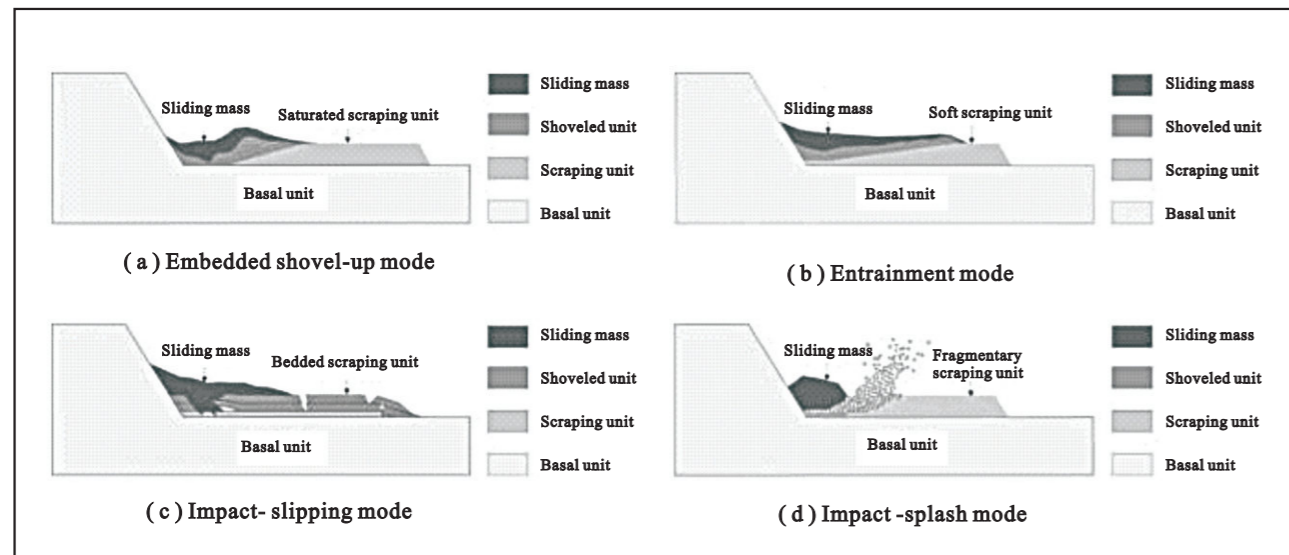 Sliding mass
Saturated scraping unit
Basal unit
Sliding mass
Shoveled unit
Scraping unit
Basal unit
( a ) Embedded shovel-up mode
Sliding mass
Soft scraping unit
Basal unit
Sliding mass
Shoveled unit
Scraping unit
Basal unit
( b ) Entrainment mode
Sliding mass
Bedded scraping unit
Basal unit
Sliding mass
Shoveled unit
Scraping unit
Basal unit
( c ) Impact- slipping mode
Sliding mass
Fragmentary
scraping unit
Basal unit
Sliding mass
Shoveled unit
Scraping unit
Basal unit
( d ) Impact -splash mode